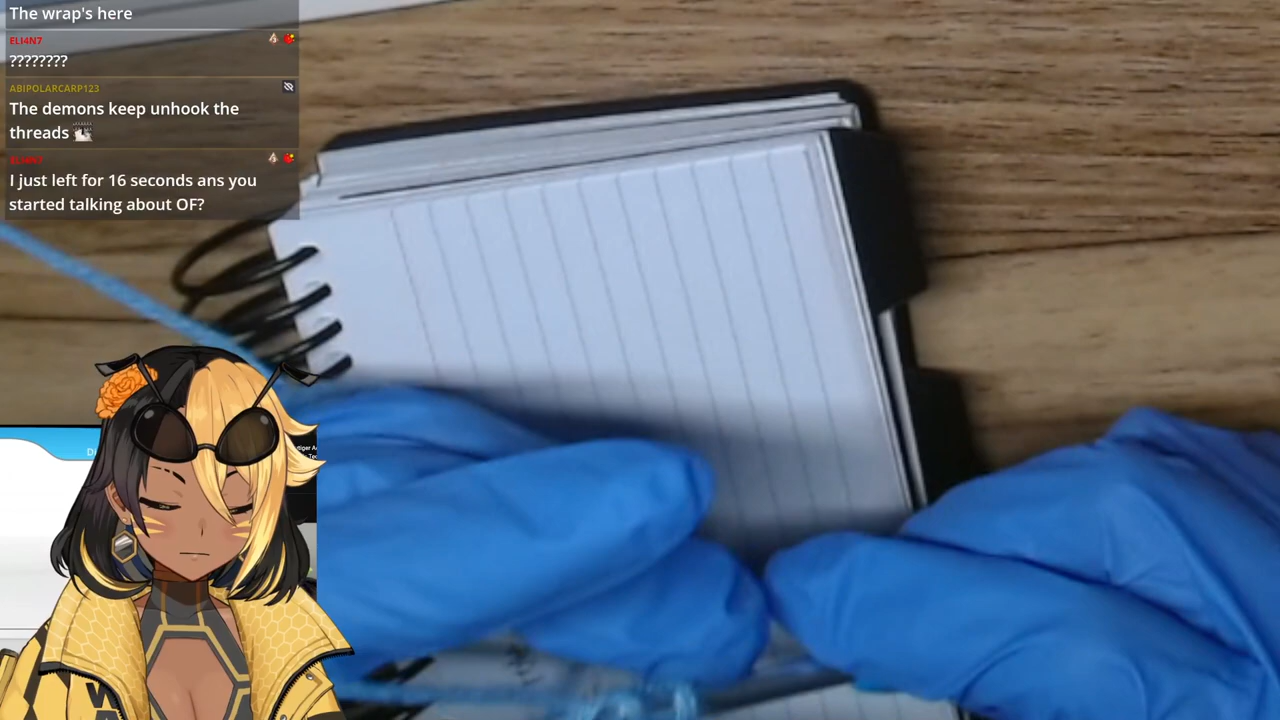 The wrap's here
ELI4N7
????????
ABIPOLARCARP123
The demons keep unhook the
threads
ELI4N7
I just left for 16 seconds ans you
started talking about OF?